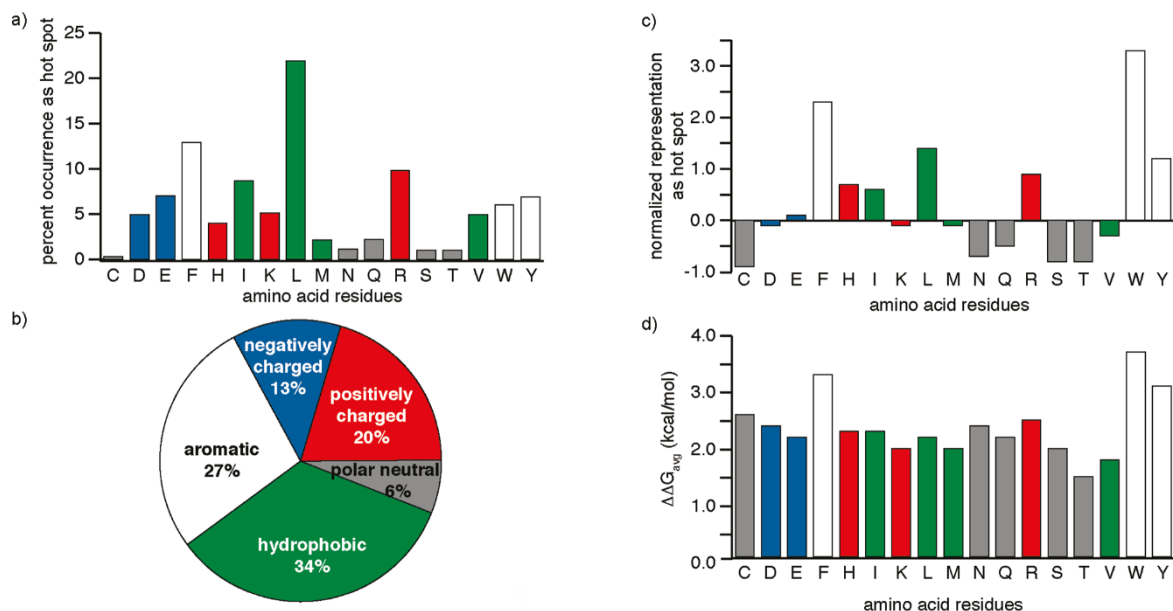 a)
percent occurrence as hot spot
25
20
15
10
5
0
C D E F H I K L M N Q R S T V W Y
amino acid residues
b)
negatively
charged
13%
positively
charged
20%
aromatic
27%
polar neutral
6%
hydrophobic
34%
c)
normalized representation
as hot spot
3.0
2.0
1.0
0.0
-1.0
C D E F H I K L M N Q R S T V W Y
amino acid residues
d)
ΔΔGavg (kcal/mol)
4.0
3.0
2.0
1.0
0.0
C D E F H I K L M N Q R S T V W Y
amino acid residues